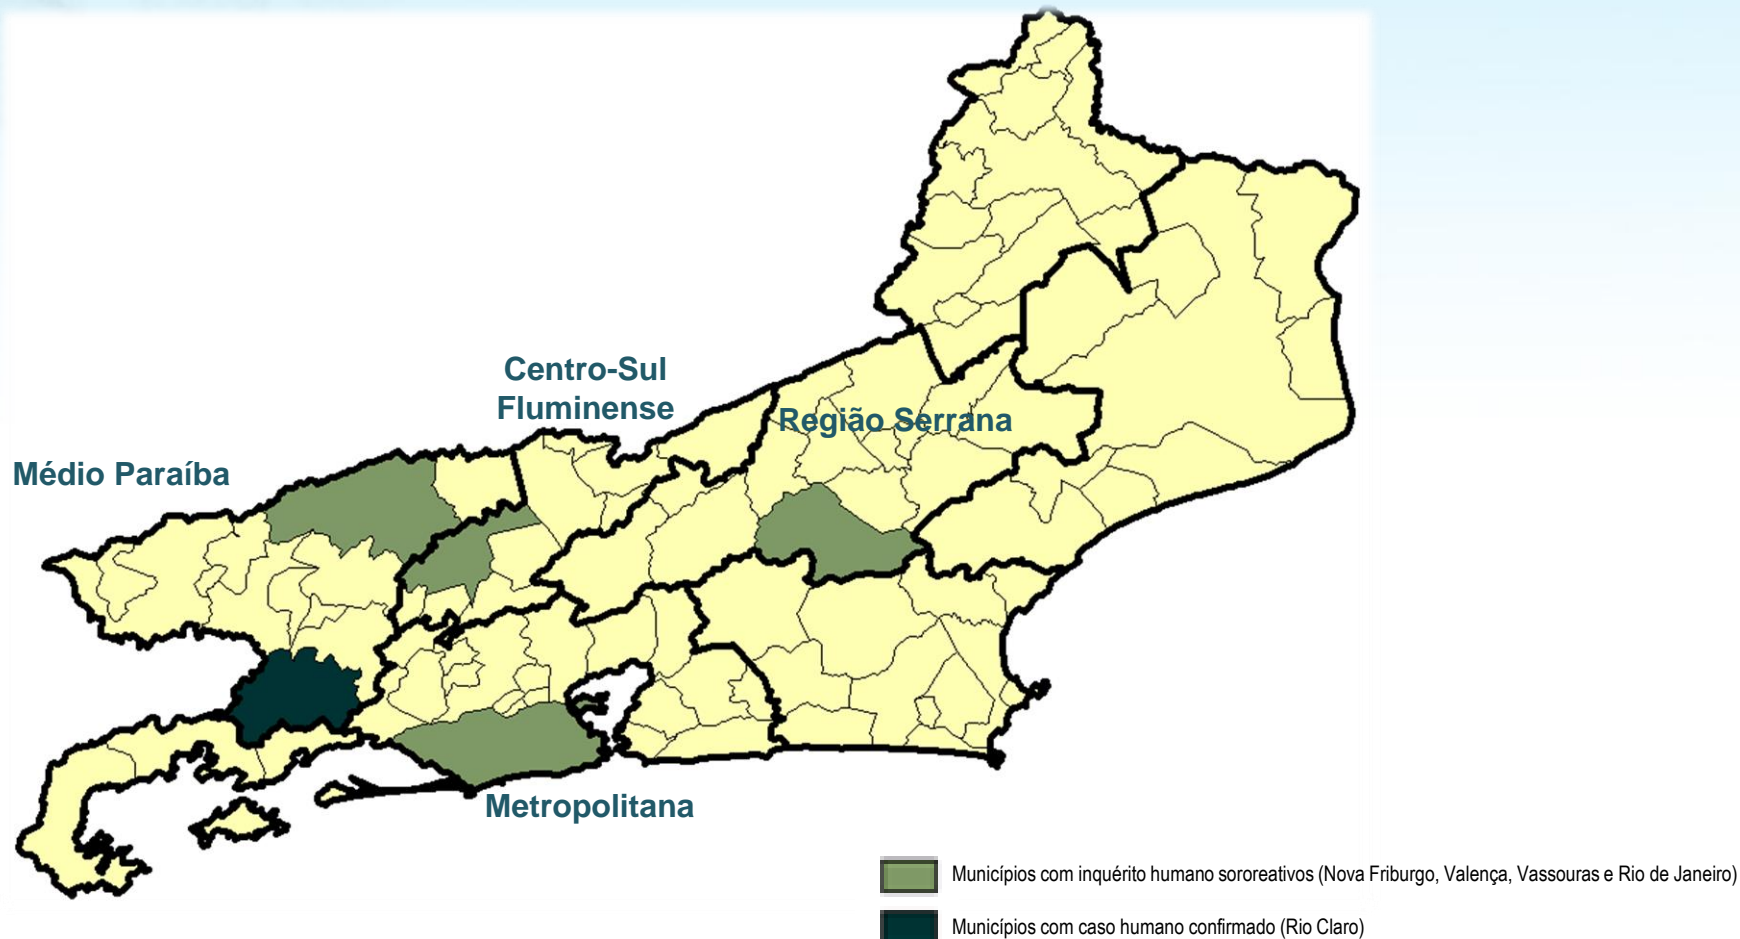 Centro-Sul
Fluminense
Região Serrana
Médio Paraíba
Metropolitana
Municípios com inquérito humano sororeativos (Nova Friburgo, Valença, Vassouras e Rio de Janeiro)
Municípios com caso humano confirmado (Rio Claro)